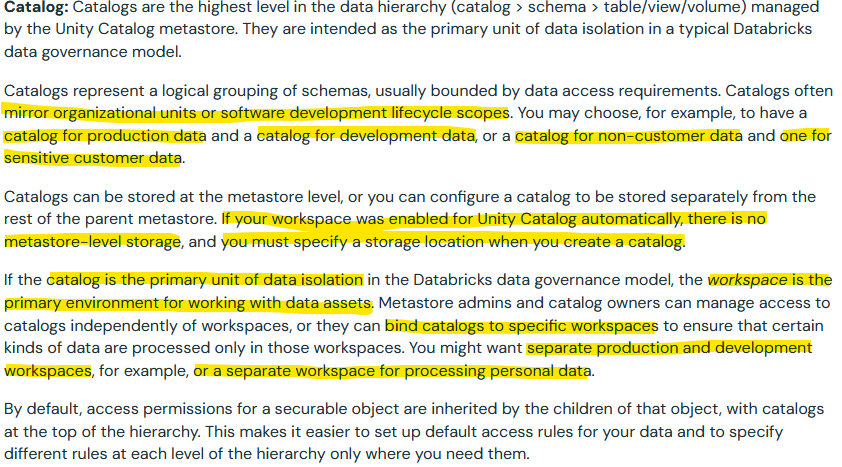 Catalog: Catalogs are the highest level in the data hierarchy (catalog > schema > table/view/volume) managed
by the Unity Catalog metastore. They are intended as the primary unit of data isolation in a typical Databricks
data governance model.
Catalogs represent a logical grouping of schemas, usually bounded by data access requirements. Catalogs often
mirror organizational units or software development lifecycle scopes. You may choose, for example, to have a
catalog for production data and a catalog for development data, or a catalog for non-customer data and one for
sensitive customer data.
Catalogs can be stored at the metastore level, or you can configure a catalog to be stored separately from the
rest of the parent metastore. If your workspace was enabled for Unity Catalog automatically, there is no
metastore-level storage, and you must specify a storage location when you create a catalog.
If the catalog is the primary unit of data isolation in the Databricks data governance model, the workspace is the
primary environment for working with data assets. Metastore admins and catalog owners can manage access to
catalogs independently of workspaces, or they can bind catalogs to specific workspaces to ensure that certain
kinds of data are processed only in those workspaces. You might want separate production and development
workspaces, for example, or a separate workspace for processing personal data.
By default, access permissions for a securable object are inherited by the children of that object, with catalogs
at the top of the hierarchy. This makes it easier to set up default access rules for your data and to specify
different rules at each level of the hierarchy only where you need them.